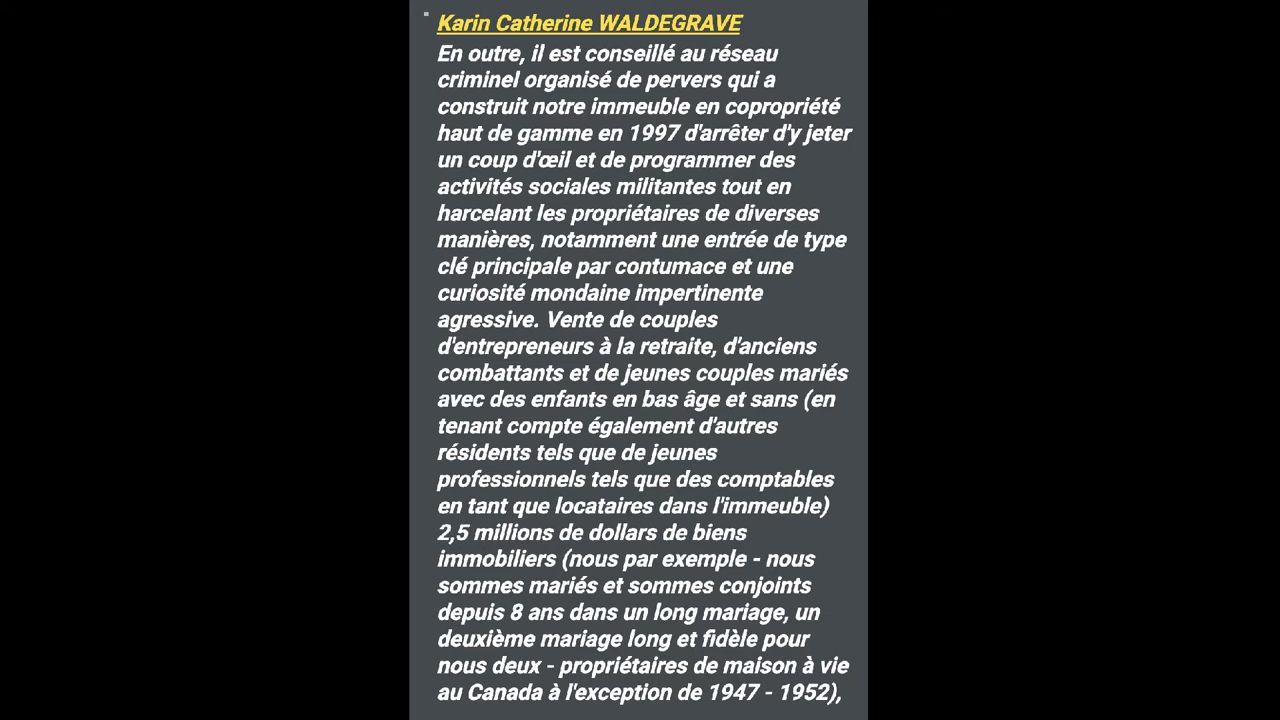 Karin Catherine WALDEGRAVE
En outre, il est conseillé au réseau
criminel organisé de pervers qui a
construit notre immeuble en copropriété
haut de gamme en 1997 d'arrêter d'y jeter
un coup d'œil et de programmer des
activités sociales militantes tout en
harcelant les propriétaires de diverses
manières, notamment une entrée de type
clé principale par contumace et une
curiosité mondaine impertinente
agressive. Vente de couples
d'entrepreneurs à la retraite, d'anciens
combattants et de jeunes couples mariés
avec des enfants en bas âge et sans (en
tenant compte également d'autres
résidents tels que de jeunes
professionnels tels que des comptables
en tant que locataires dans l'immeuble)
2,5 millions de dollars de biens
immobiliers (nous par exemple - nous
sommes mariés et sommes conjoints
depuis 8 ans dans un long mariage, un
deuxième mariage long et fidèle pour
nous deux - propriétaires de maison à vie
au Canada à l'exception de 1947 - 1952),